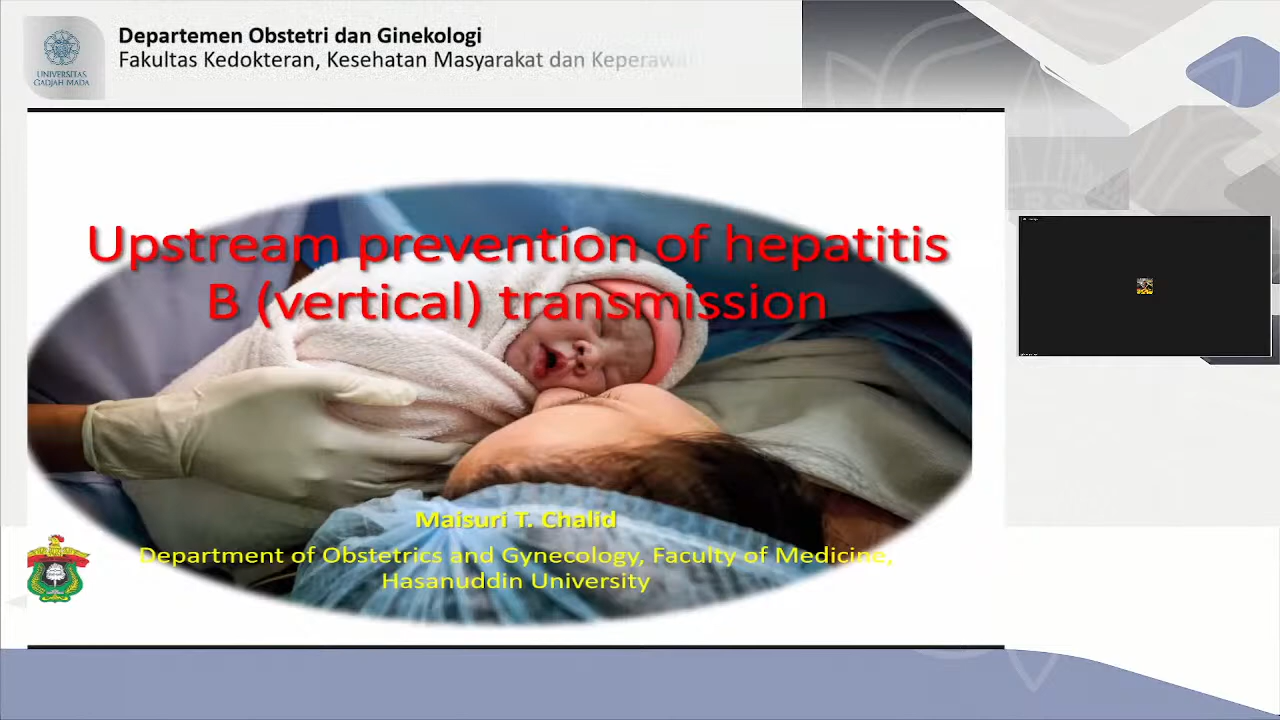 Departemen Obstetri dan Ginekologi
Fakultas Kedokteran, Kesehatan Masyarakat dan Keperawa
UNIVERSITAS
GADJAH MADA
Upstream prevention of hepatitis
B (vertical) transmission
Maisuri T. Chalid
Department of Obstetrics and Gynecology, Faculty of Medicine,
Hasanuddin University